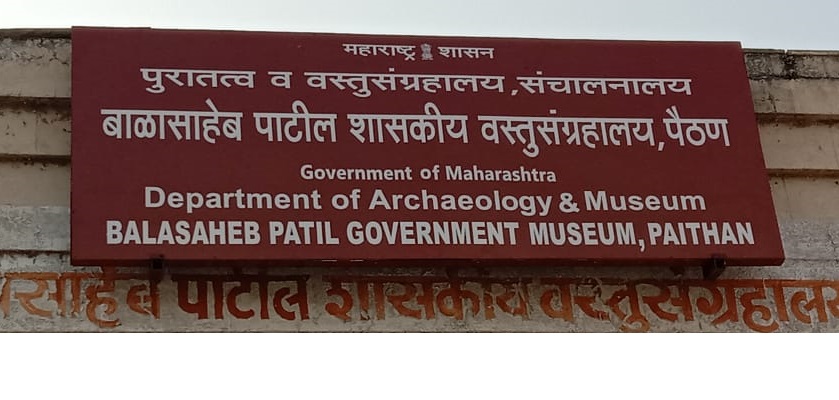 महाराष्ट्र शासन
पुरातत्व व वस्तुसंग्रहालय,संचालनालय
बाळासाहेब पाटील शासकीय वस्तुसंग्रहालय,पैठण
Government of Maharashtra
Department of Archaeology & Museum
BALASAHEB PATIL GOVERNMENT MUSEUM,PAITHAN
पाटील शासकीय